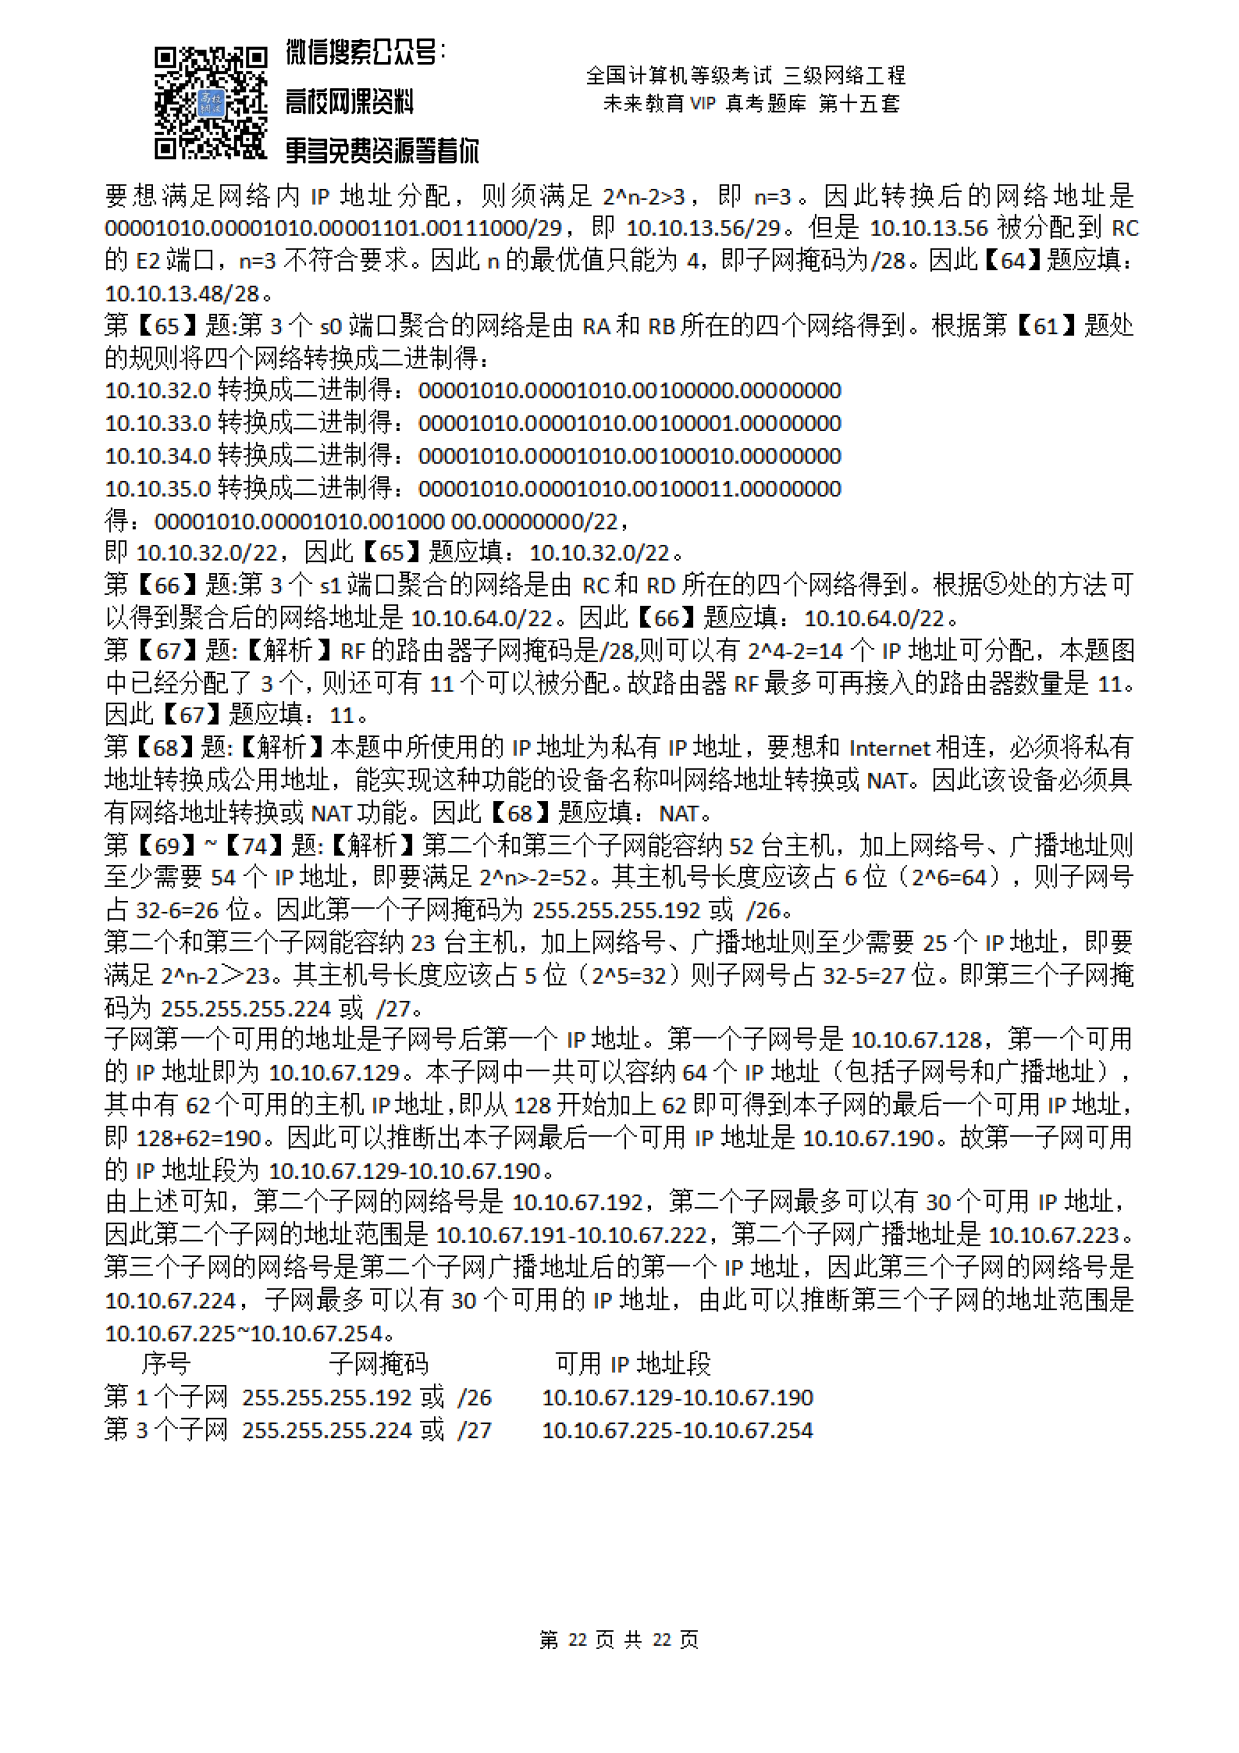 微信搜索公众号：
高校网课资料
更多免费资源等着你
全国计算机等级考试 三级网络工程
未来教育 VIP 真考题库 第十五套
要想满足网络内 IP 地址分配，则须满足 2^n-2>3，即 n=3。因此转换后的网络地址是
00001010.00001010.00001101.00111000/29，即 10.10.13.56/29。但是 10.10.13.56 被分配到 RC
的 E2 端口，n=3 不符合要求。因此 n 的最优值只能为 4，即子网掩码为/28。因此【64】题应填：
10.10.13.48/28。
第【65】题:第 3 个 s0 端口聚合的网络是由 RA 和 RB 所在的四个网络得到。根据第【61】题处
的规则将四个网络转换成二进制得：
10.10.32.0 转换成二进制得：00001010.00001010.00100000.00000000
10.10.33.0 转换成二进制得：00001010.00001010.00100001.00000000
10.10.34.0 转换成二进制得：00001010.00001010.00100010.00000000
10.10.35.0 转换成二进制得：00001010.00001010.00100011.00000000
得：00001010.00001010.001000 00.00000000/22，
即 10.10.32.0/22，因此【65】题应填：10.10.32.0/22。
第【66】题:第 3 个 s1 端口聚合的网络是由 RC 和 RD 所在的四个网络得到。根据⑤处的方法可
以得到聚合后的网络地址是 10.10.64.0/22。因此【66】题应填：10.10.64.0/22。
第【67】题:【解析】RF 的路由器子网掩码是/28,则可以有 2^4-2=14 个 IP 地址可分配，本题图
中已经分配了 3 个，则还可有 11 个可以被分配。故路由器 RF 最多可再接入的路由器数量是 11。
因此【67】题应填：11。
第【68】题:【解析】本题中所使用的 IP 地址为私有 IP 地址，要想和 Internet 相连，必须将私有
地址转换成公用地址，能实现这种功能的设备名称叫网络地址转换或 NAT。因此该设备必须具
有网络地址转换或 NAT 功能。因此【68】题应填：NAT。
第【69】~【74】题:【解析】第二个和第三个子网能容纳 52 台主机，加上网络号、广播地址则
至少需要 54 个 IP 地址，即要满足 2^n>-2=52。其主机号长度应该占 6 位（2^6=64），则子网号
占 32-6=26 位。因此第一个子网掩码为 255.255.255.192 或 /26。
第二个和第三个子网能容纳 23 台主机，加上网络号、广播地址则至少需要 25 个 IP 地址，即要
满足 2^n-2＞23。其主机号长度应该占 5 位（2^5=32）则子网号占 32-5=27 位。即第三个子网掩
码为 255.255.255.224 或 /27。
子网第一个可用的地址是子网号后第一个 IP 地址。第一个子网号是 10.10.67.128，第一个可用
的 IP 地址即为 10.10.67.129。本子网中一共可以容纳 64 个 IP 地址（包括子网号和广播地址），
其中有 62 个可用的主机 IP 地址，即从 128 开始加上 62 即可得到本子网的最后一个可用 IP 地址，
即 128+62=190。因此可以推断出本子网最后一个可用 IP 地址是 10.10.67.190。故第一子网可用
的 IP 地址段为 10.10.67.129-10.10.67.190。
由上述可知，第二个子网的网络号是 10.10.67.192，第二个子网最多可以有 30 个可用 IP 地址，
因此第二个子网的地址范围是 10.10.67.191-10.10.67.222，第二个子网广播地址是 10.10.67.223。
第三个子网的网络号是第二个子网广播地址后的第一个 IP 地址，因此第三个子网的网络号是
10.10.67.224，子网最多可以有 30 个可用的 IP 地址，由此可以推断第三个子网的地址范围是
10.10.67.225~10.10.67.254。
序号 子网掩码 可用 IP 地址段
第 1 个子网 255.255.255.192 或 /26 10.10.67.129-10.10.67.190
第 3 个子网 255.255.255.224 或 /27 10.10.67.225-10.10.67.254
第 22 页 共 22 页